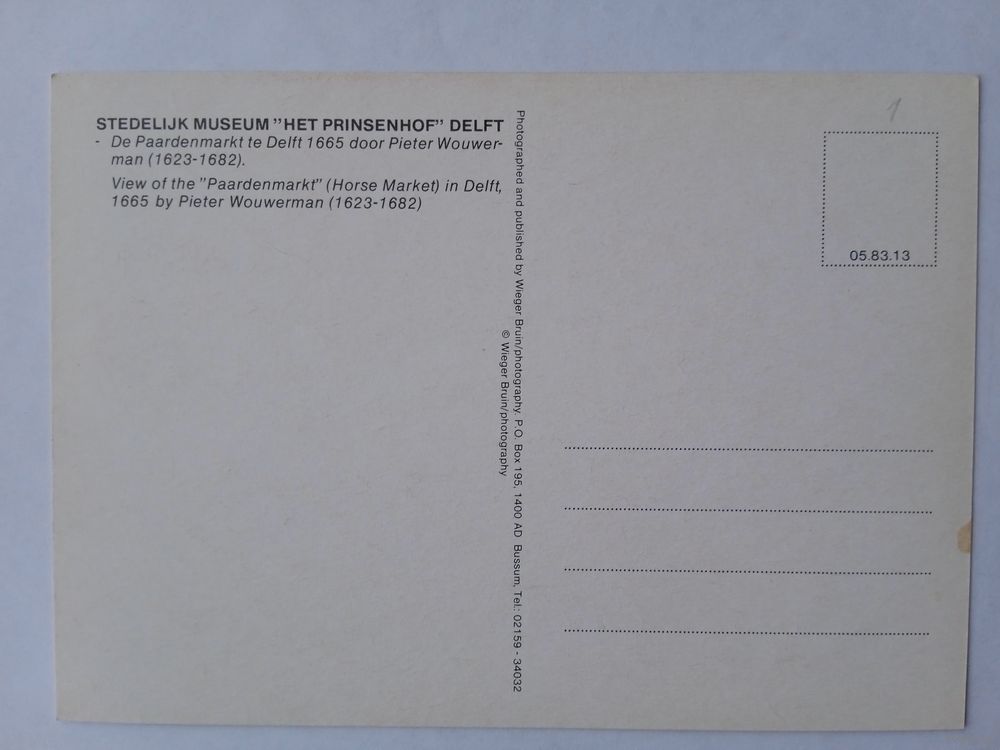 STEDELIJK MUSEUM ”HET PRINSENHOF” DELFT
- De Paardenmarkt te Delft 1665 door Pieter Wouwer-
man (1623-1682).
View of the ”Paardenmarkt” (Horse Market) in Delft,
1665 by Pieter Wouwerman (1623-1682)
Photographed and published by Wieger Bruin/photography. P.O. Box 195, 1400 AD Bussum, Tel.: 02159 - 34032
© Wieger Bruin/photography
1
05.83.13